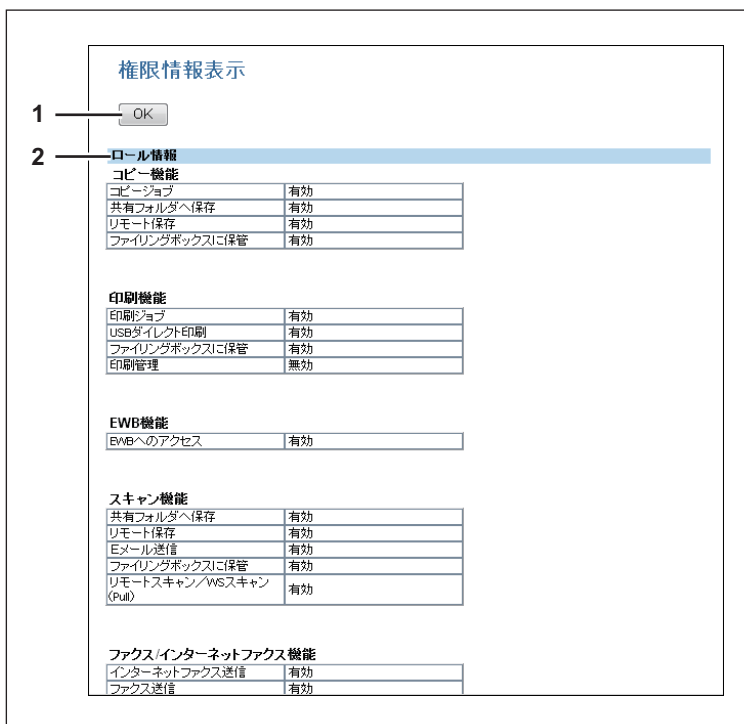 権限情報表示
1
OK
2
ロール情報
コピー機能
コピージョブ 有効
共有フォルダへ保存 有効
リモート保存 有効
ファイリングボックスに保管 有効
印刷機能
印刷ジョブ 有効
USBダイレクト印刷 有効
ファイリングボックスに保管 有効
印刷管理 無効
EWB機能
EWBへのアクセス 有効
スキャン機能
共有フォルダへ保存 有効
リモート保存 有効
Eメール送信 有効
ファイリングボックスに保管 有効
リモートスキャン／WSスキャン
(Pull) 有効
ファクス/インターネットファクス機能
インターネットファクス送信 有効
ファクス送信 有効